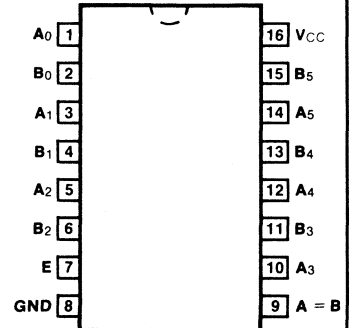 A0 1 16 VCC
B0 2 15 B5
A1 3 14 A5
B1 4 13 B4
A2 5 12 A4
B2 6 11 B3
E 7 10 A3
GND 8 9 A = B